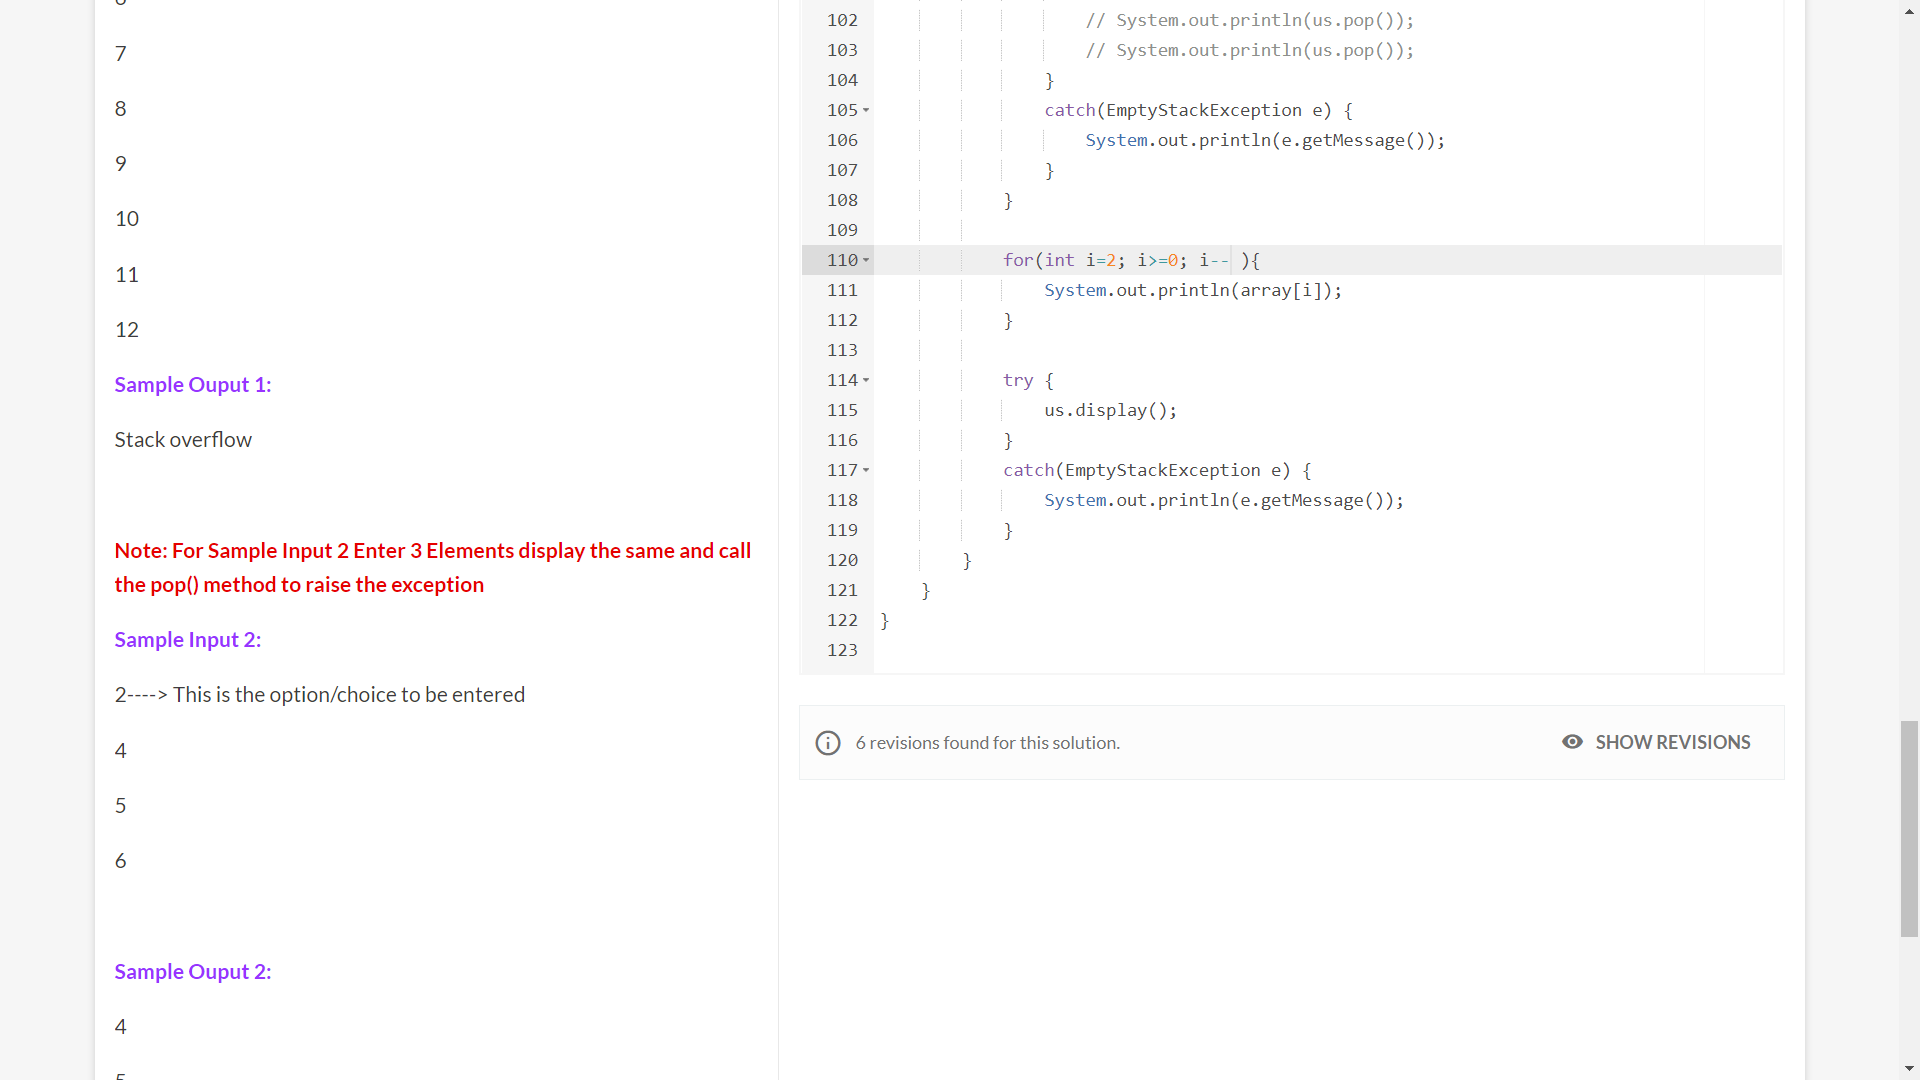 7
8
9
10
11
12
Sample Ouput 1:
Stack overflow
Note: For Sample Input 2 Enter 3 Elements display the same and call
the pop() method to raise the exception
Sample Input 2:
2----> This is the option/choice to be entered
4
5
6
Sample Ouput 2:
4
102 // System.out.println(us.pop());
103 // System.out.println(us.pop());
104 }
105 catch(EmptyStackException e) {
106 System.out.println(e.getMessage());
107 }
108 }
109
110 for(int i=2; i>=0; i-- ){
111 System.out.println(array[i]);
112 }
113
114 try {
115 us.display();
116 }
117 catch(EmptyStackException e) {
118 System.out.println(e.getMessage());
119 }
120 }
121 }
122 }
123
6 revisions found for this solution.
SHOW REVISIONS